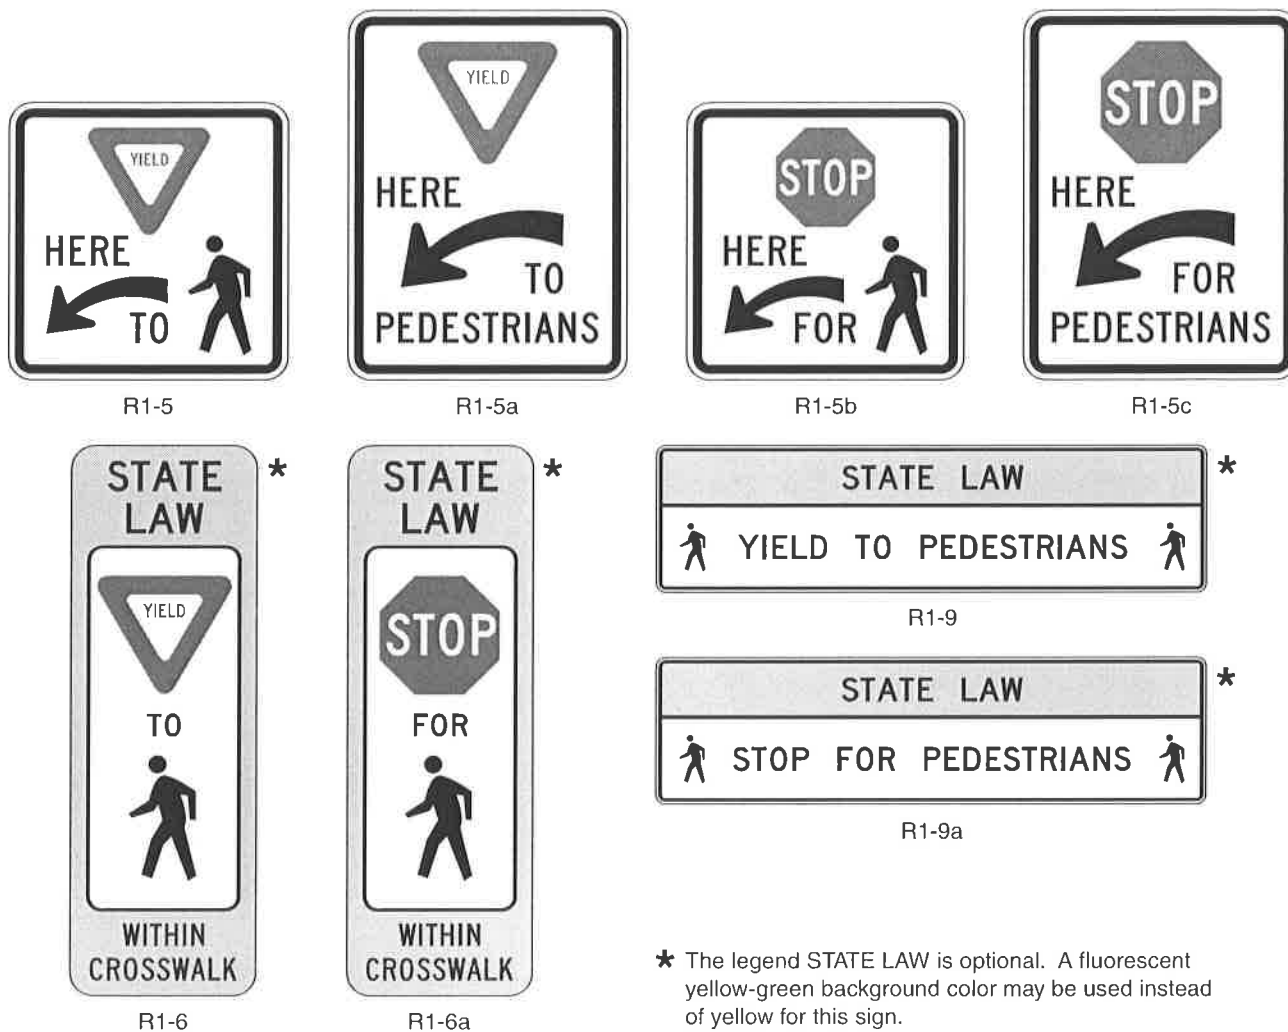 YIELD
HERE
TO
R1-5
YIELD
HERE
TO
PEDESTRIANS
R1-5a
STOP
HERE
FOR
R1-5b
STOP
HERE
FOR
PEDESTRIANS
R1-5c
STATE
LAW
*
YIELD
TO
WITHIN
CROSSWALK
R1-6
STATE
LAW
*
STOP
FOR
WITHIN
CROSSWALK
R1-6a
STATE LAW
*
YIELD TO PEDESTRIANS
R1-9
STATE LAW
*
STOP FOR PEDESTRIANS
R1-9a
* The legend STATE LAW is optional. A fluorescent
yellow-green background color may be used instead
of yellow for this sign.